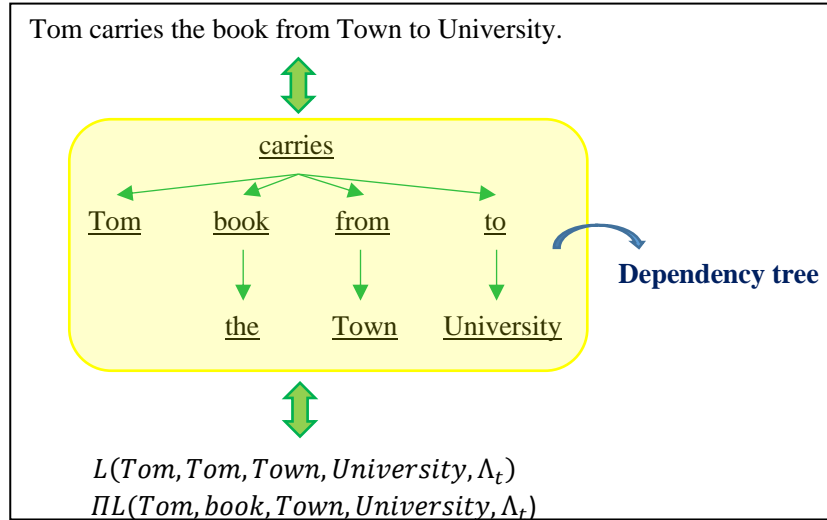 Tom carries the book from Town to University.
carries
Tom book from to
Dependency tree
the Town University
𝐿(𝑇𝑜𝑚, 𝑇𝑜𝑚, 𝑇𝑜𝑤𝑛, 𝑈𝑛𝑖𝑣𝑒𝑟𝑠𝑖𝑡𝑦, Λ𝑡)
𝛱𝐿(𝑇𝑜𝑚, 𝑏𝑜𝑜𝑘, 𝑇𝑜𝑤𝑛, 𝑈𝑛𝑖𝑣𝑒𝑟𝑠𝑖𝑡𝑦, Λ𝑡)